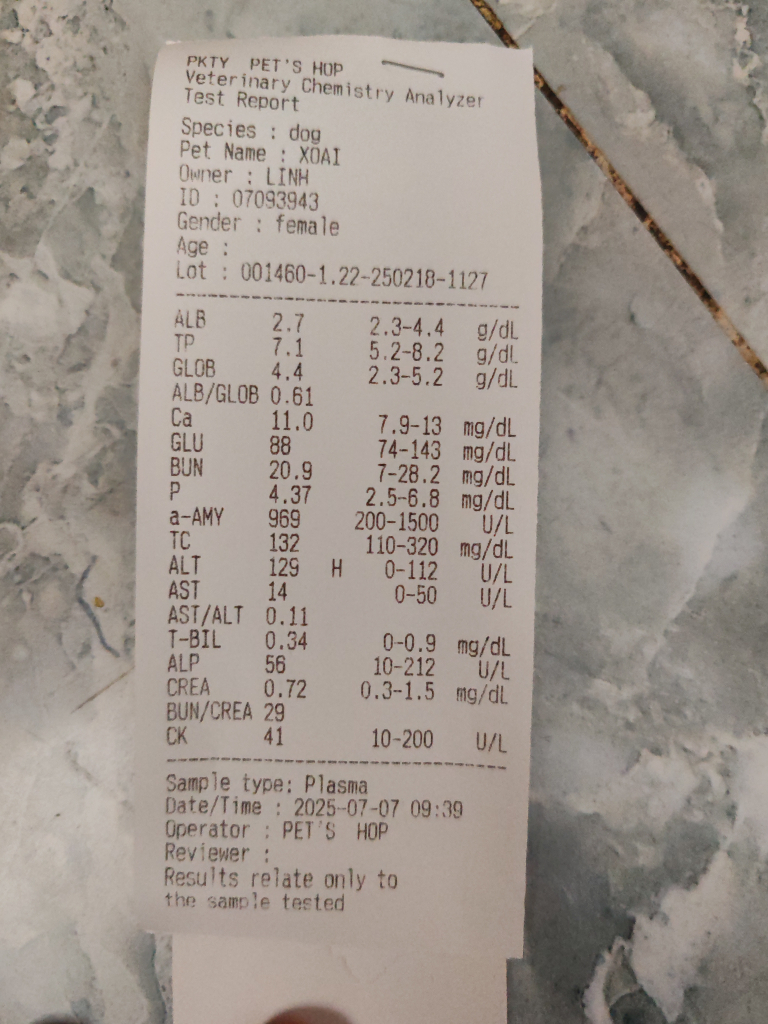 PKTY PET'S HOP
Veterinary Chemistry Analyzer
Test Report
Species : dog
Pet Name : XOAI
Owner : LINH
ID : 07093943
Gender : female
Age :
Lot : 001460-1.22-250218-1127
ALB 2.7 2.3-4.4 g/dL
TP 7.1 5.2-8.2 g/dL
GLOB 4.4 2.3-5.2 g/dL
ALB/GLOB 0.61
Ca 11.0 7.9-13 mg/dL
GLU 88 74-143 mg/dL
BUN 20.9 7-28.2 mg/dL
P 4.37 2.5-6.8 mg/dL
a-AMY 969 200-1500 U/L
TC 132 110-320 mg/dL
ALT 129 H 0-112 U/L
AST 14 0-50 U/L
AST/ALT 0.11
T-BIL 0.34 0-0.9 mg/dL
ALP 56 10-212 U/L
CREA 0.72 0.3-1.5 mg/dL
BUN/CREA 29
CK 41 10-200 U/L
Sample type: Plasma
Date/Time : 2025-07-07 09:39
Operator : PET'S HOP
Reviewer :
Results relate only to
the sample tested